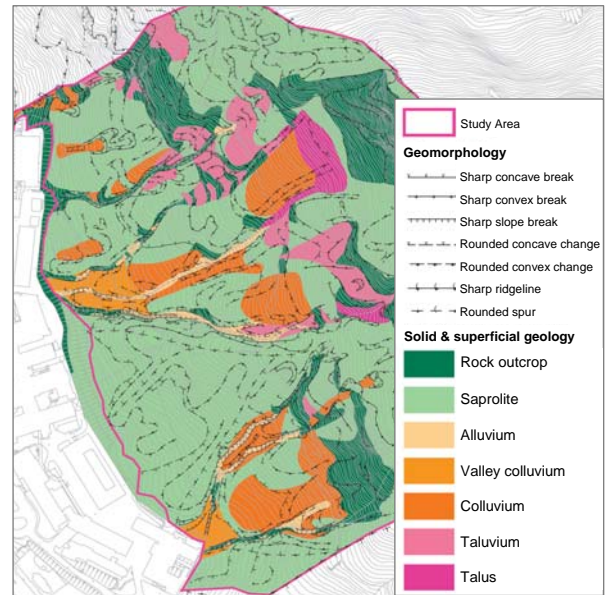 Study Area
Geomorphology
Sharp concave break
Sharp convex break
Sharp slope break
Rounded concave change
Rounded convex change
Sharp ridgeline
Rounded spur
Solid & superficial geology
Rock outcrop
Saprolite
Alluvium
Valley colluvium
Colluvium
Taluvium
Talus